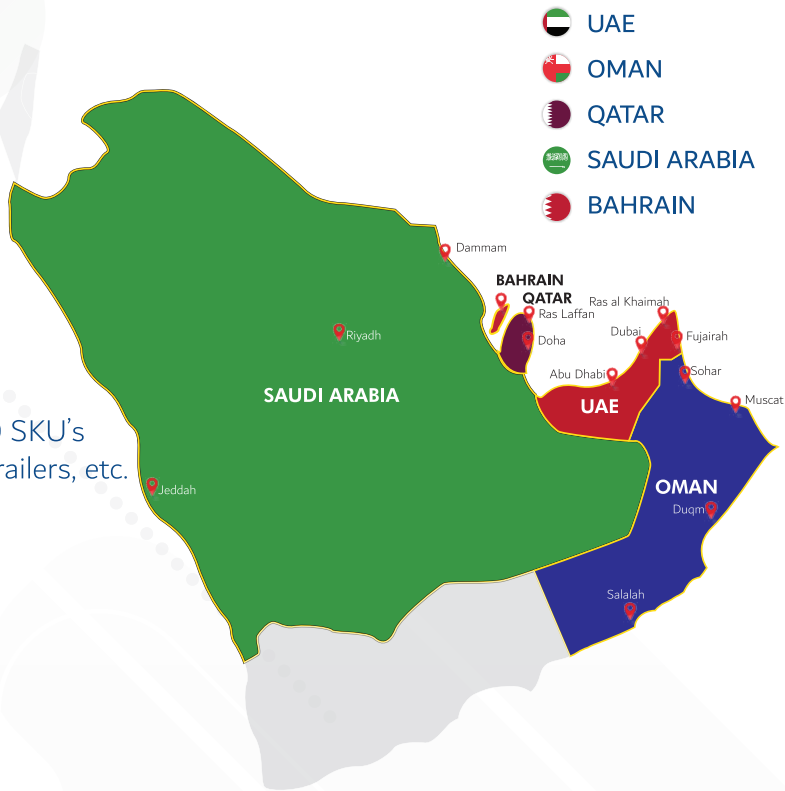 UAE
OMAN
QATAR
SAUDI ARABIA
BAHRAIN
Dammam
BAHRAIN
QATAR
Ras Laffan
Doha
Ras al Khaimah
Dubai
Fujairah
Abu Dhabi
Sohar
Muscat
Riyadh
SAUDI ARABIA
UAE
SKU's
railers, etc.
Jeddah
OMAN
Duqm
Salalah